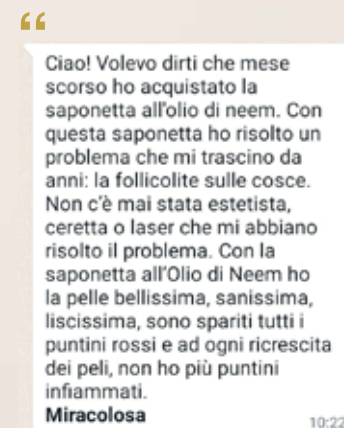 “
Ciao! Volevo dirti che mese
scorso ho acquistato la
saponetta all'olio di neem. Con
questa saponetta ho risolto un
problema che mi trascino da
anni: la follicolite sulle cosce.
Non c'è mai stata estetista,
ceretta o laser che mi abbiano
risolto il problema. Con la
saponetta all'Olio di Neem ho
la pelle bellissima, sanissima,
liscissima, sono spariti tutti i
puntini rossi e ad ogni ricrescita
dei peli, non ho più puntini
infiammati.
Miracolosa
10:22